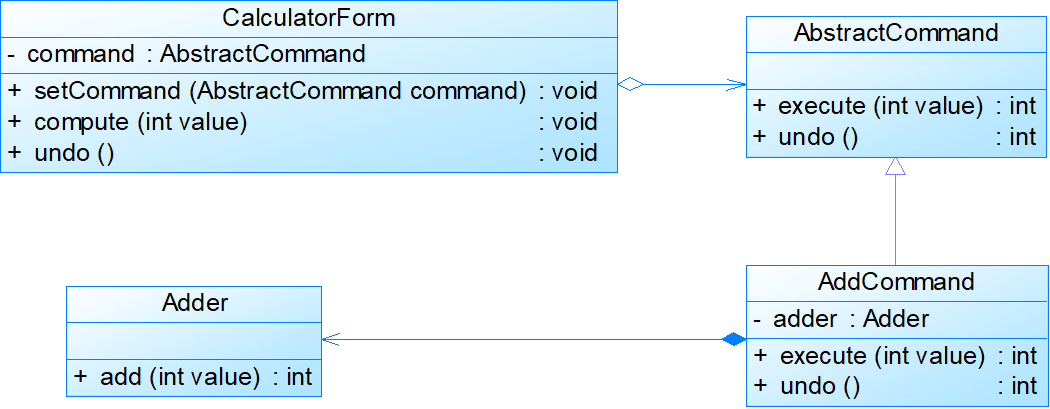 CalculatorForm
- command : AbstractCommand
+ setCommand (AbstractCommand command) : void
+ compute (int value) : void
+ undo () : void
AbstractCommand
+ execute (int value) : int
+ undo () : int
Adder
+ add (int value) : int
AddCommand
- adder : Adder
+ execute (int value) : int
+ undo () : int